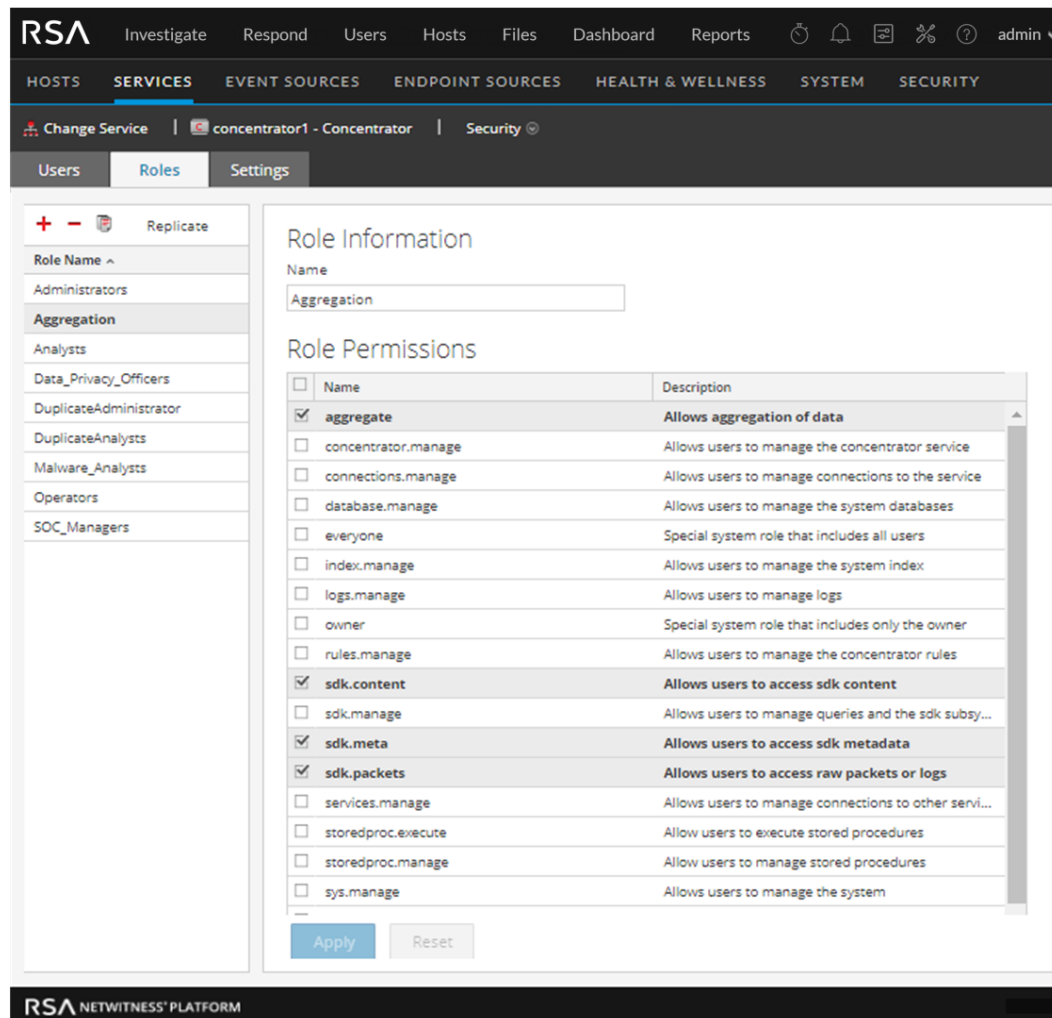 RSA Investigate Respond Users Hosts Files Dashboard Reports admin
HOSTS SERVICES EVENT SOURCES ENDPOINT SOURCES HEALTH & WELLNESS SYSTEM SECURITY
Change Service | C concentrator1 - Concentrator | Security
Users Roles Settings
+ − Replicate
Role Name
Administrators
Aggregation
Analysts
Data_Privacy_Officers
DuplicateAdministrator
DuplicateAnalysts
Malware_Analysts
Operators
SOC_Managers
Role Information
Name
Aggregation
Role Permissions
Name Description
aggregate Allows aggregation of data
concentrator.manage Allows users to manage the concentrator service
connections.manage Allows users to manage connections to the service
database.manage Allows users to manage the system databases
everyone Special system role that includes all users
index.manage Allows users to manage the system index
logs.manage Allows users to manage logs
owner Special system role that includes only the owner
rules.manage Allows users to manage the concentrator rules
sdk.content Allows users to access sdk content
sdk.manage Allows users to manage queries and the sdk subsy...
sdk.meta Allows users to access sdk metadata
sdk.packets Allows users to access raw packets or logs
services.manage Allows users to manage connections to other servi...
storedproc.execute Allow users to execute stored procedures
storedproc.manage Allow users to manage stored procedures
sys.manage Allows users to manage the system
Apply Reset
RSA NETWITNESS® PLATFORM